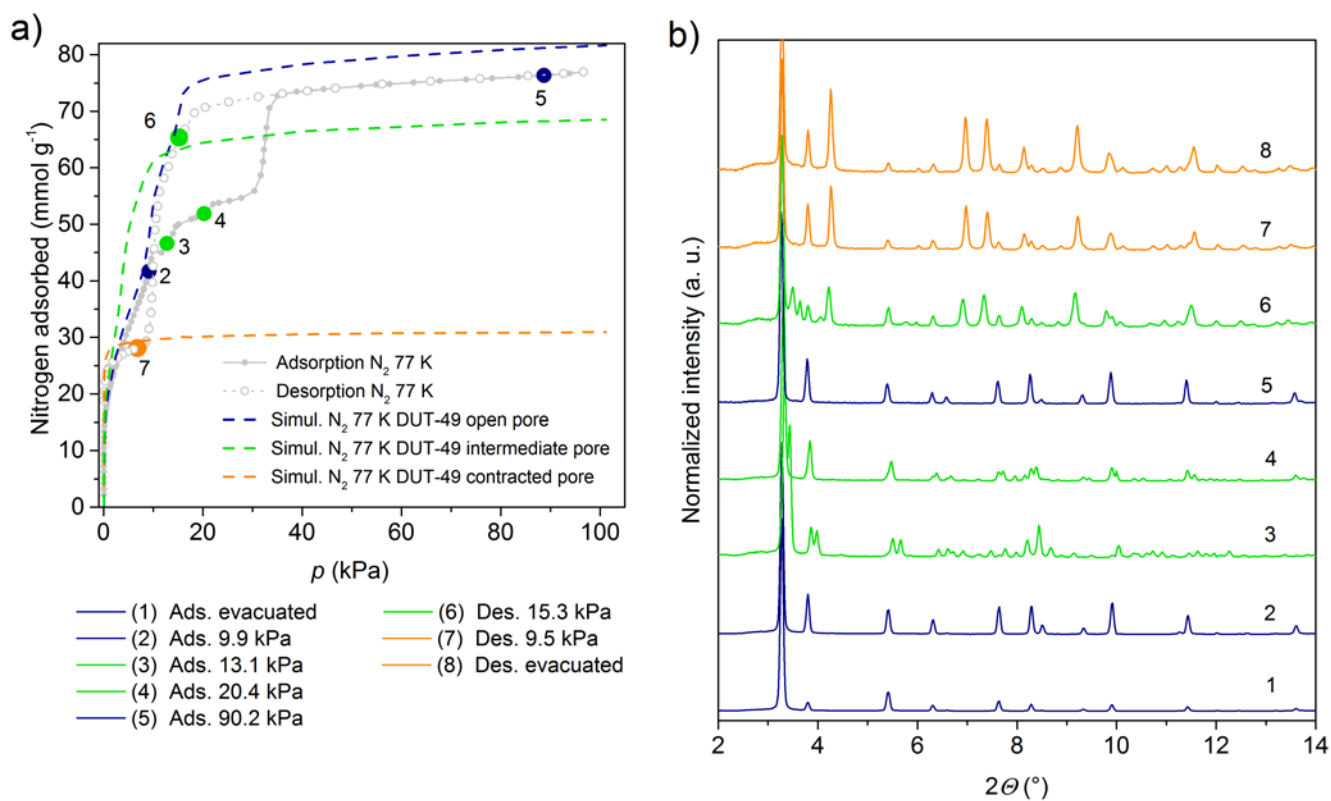 a)
80
70
60
50
40
30
20
10
0
Nitrogen adsorbed (mmol g⁻¹)
0 20 40 60 80 100
p (kPa)
6
5
4
3
2
7
Adsorption N₂ 77 K
Desorption N₂ 77 K
Simul. N₂ 77 K DUT-49 open pore
Simul. N₂ 77 K DUT-49 intermediate pore
Simul. N₂ 77 K DUT-49 contracted pore
(1) Ads. evacuated
(2) Ads. 9.9 kPa
(3) Ads. 13.1 kPa
(4) Ads. 20.4 kPa
(5) Ads. 90.2 kPa
(6) Des. 15.3 kPa
(7) Des. 9.5 kPa
(8) Des. evacuated
b)
Normalized intensity (a. u.)
8
7
6
5
4
3
2
1
2 4 6 8 10 12 14
2Θ (°)